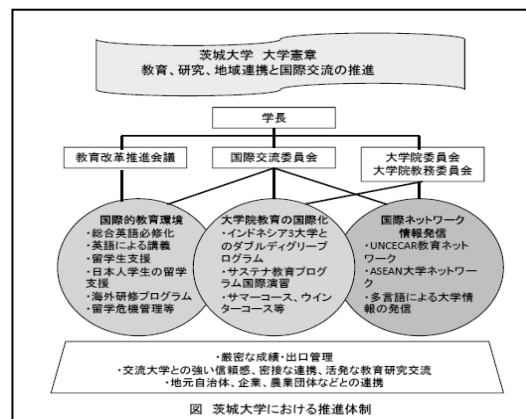 茨城大学 大学憲章
教育、研究、地域連携と国際交流の推進
学長
教育改革推進会議
国際交流委員会
大学院委員会
大学院教務委員会
国際的教育環境
・総合英語必修化
・英語による講義
・留学生支援
・日本人学生の留学
支援
・海外研修プログラム
・留学危機管理等
大学院教育の国際化
・インドネシア3大学と
のダブルディグリープ
ログラム
・サステナ教育プログラ
ム国際演習
・サマーコース、ウイン
ターコース等
国際ネットワーク
情報発信
・UNCECAR教育ネット
ワーク
・ASEAN大学ネットワー
ク
・多言語による大学情
報の発信
・厳密な成績・出口管理
・交流大学との強い信頼感、密接な連携、活発な教育研究交流
・地元自治体、企業、農業団体などとの連携
図 茨城大学における推進体制